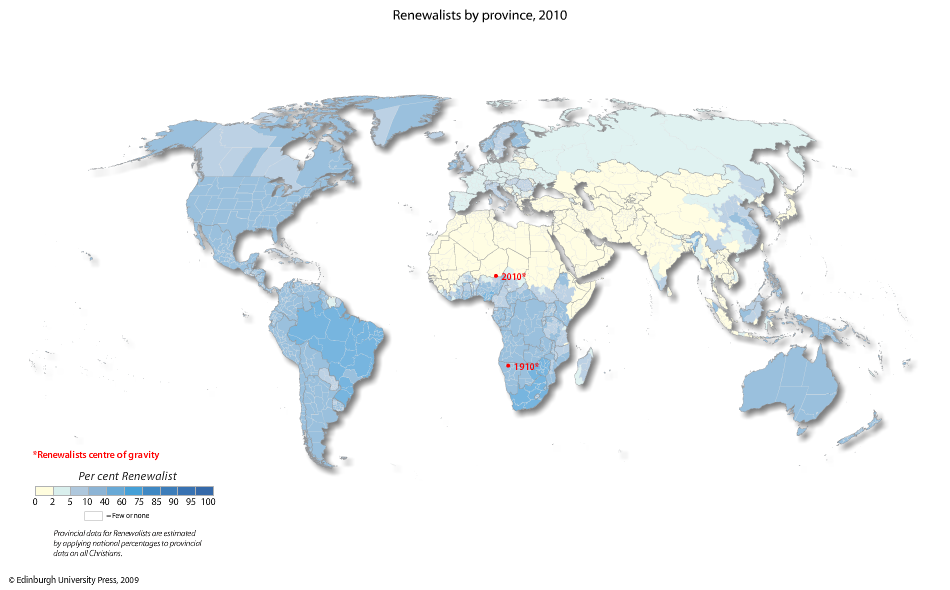 Renewalists by province, 2010
2010*
1910*
*Renewalists centre of gravity
Per cent Renewalist
0 2 5 10 40 60 75 85 90 95 100
= Few or none
Provincial data for Renewalists are estimated
by applying national percentages to provincial
data on all Christians.
© Edinburgh University Press, 2009